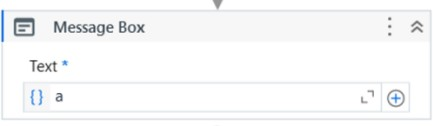 Message Box
Text *
{} a